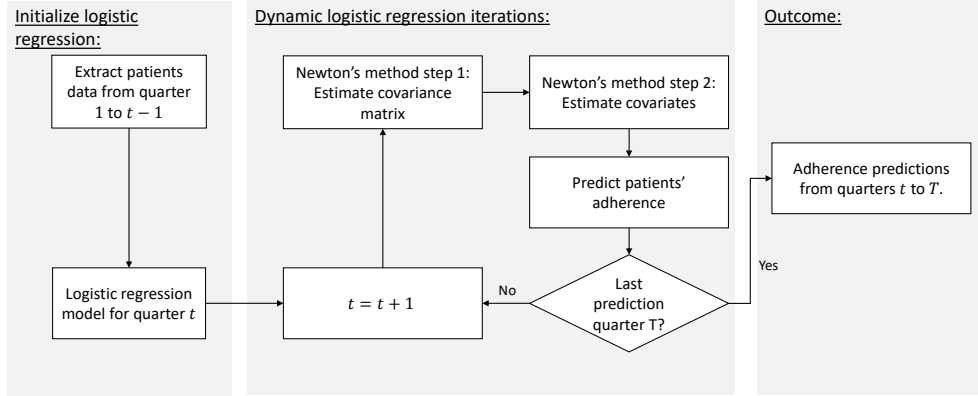 Initialize logistic
regression:
Extract patients
data from quarter
1 to t − 1
Logistic regression
model for quarter t
Dynamic logistic regression iterations:
Newton's method step 1:
Estimate covariance
matrix
Newton's method step 2:
Estimate covariates
Predict patients'
adherence
Last
prediction
quarter T?
No
t = t + 1
Yes
Outcome:
Adherence predictions
from quarters t to T.